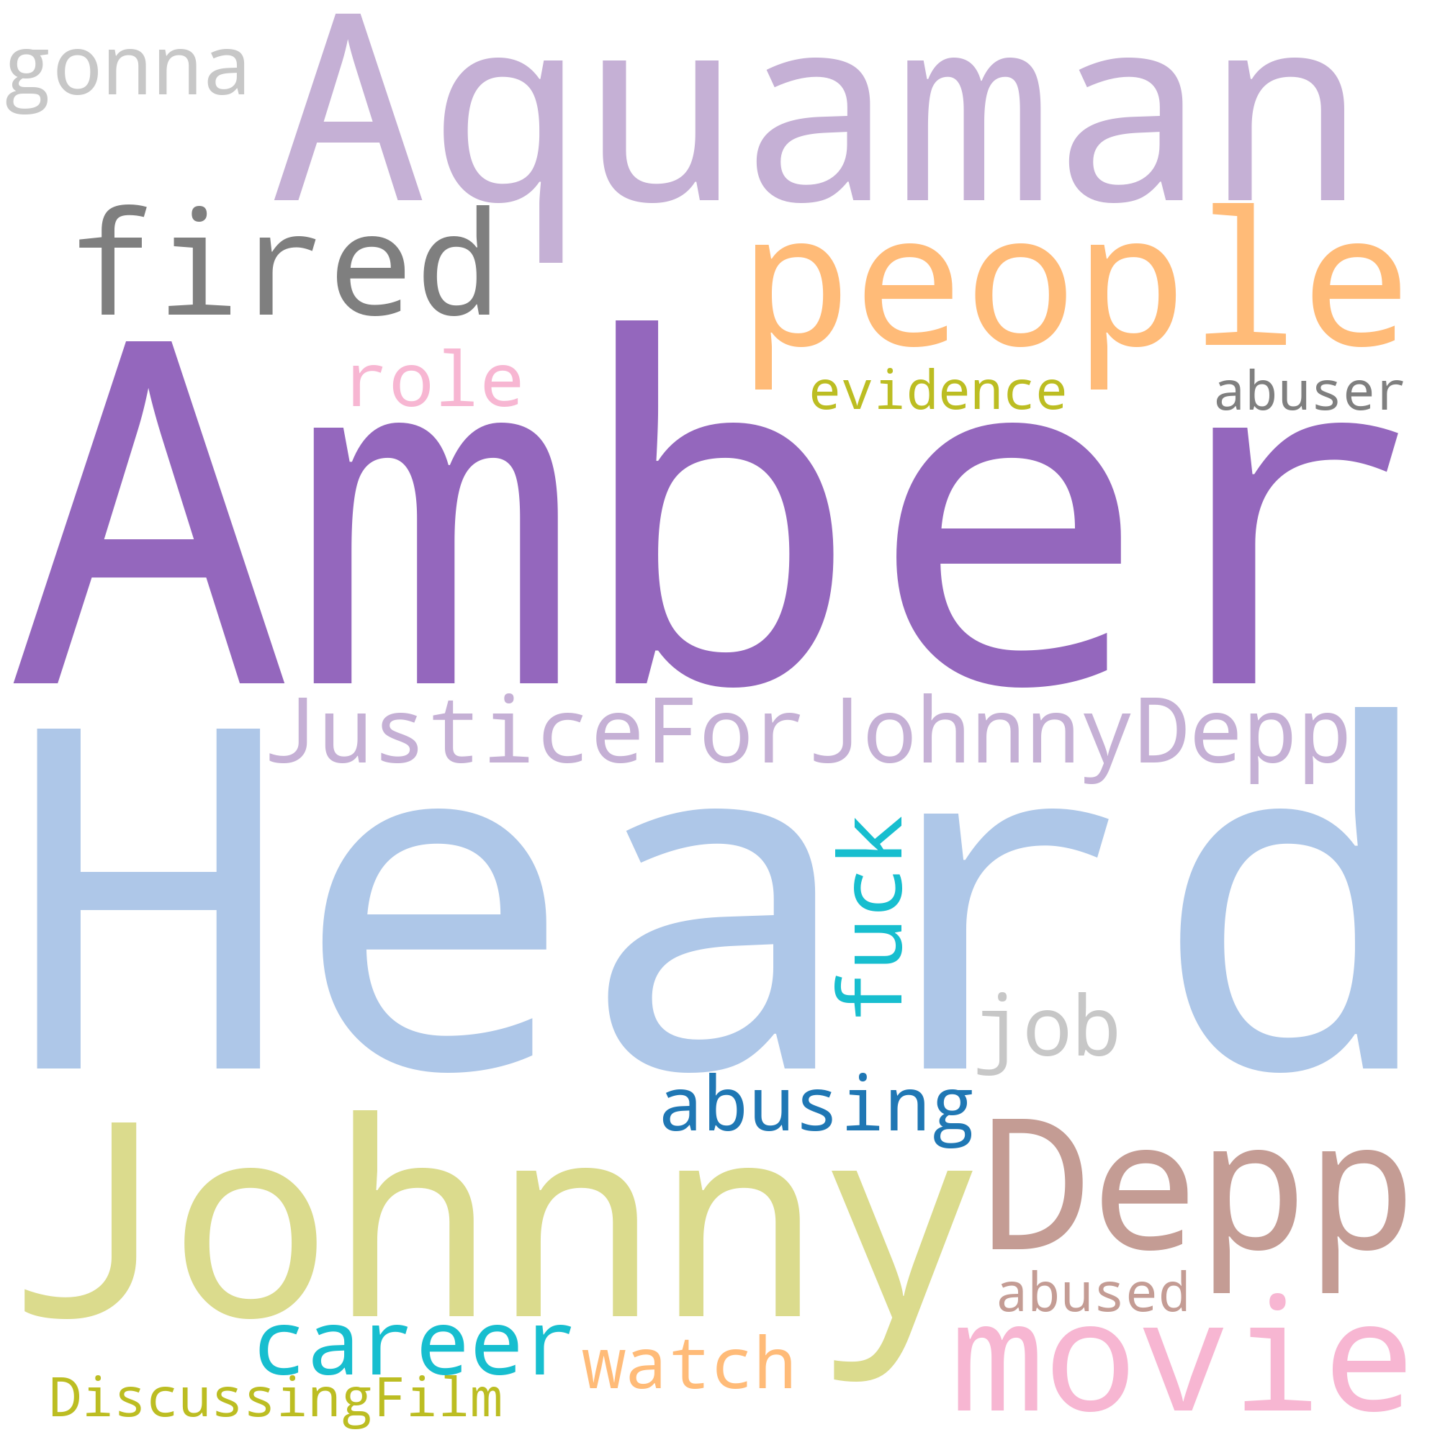 gonna
Aquaman
fired
people
role
evidence
abuser
Amber
JusticeForJohnnyDepp
Heard
fuck
job
abusing
Johnny
Depp
abused
career
watch
movie
DiscussingFilm